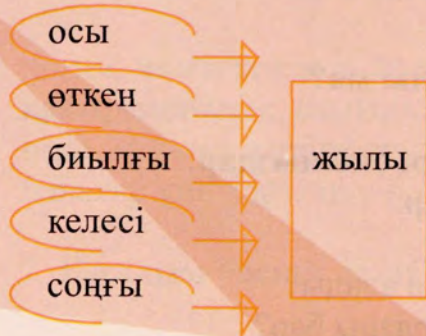 осы
өткен
биылғы
жылы
келесі
соңғы